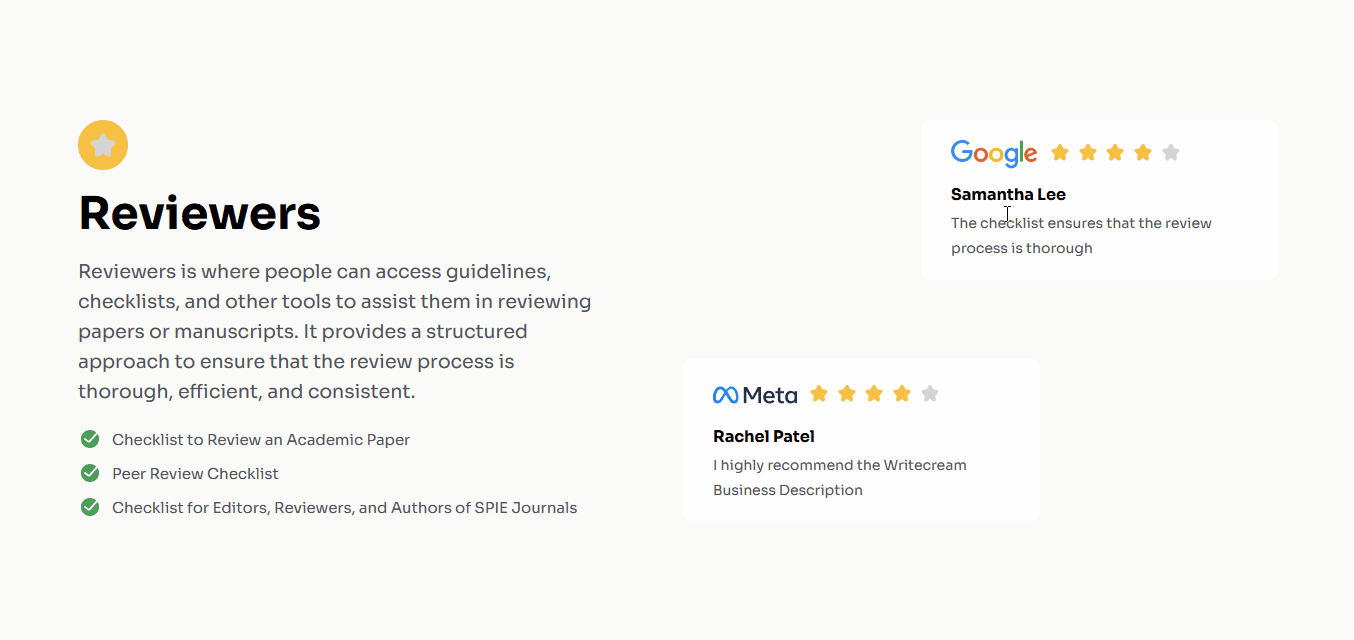 Reviewers
Reviewers is where people can access guidelines,
checklists, and other tools to assist them in reviewing
papers or manuscripts. It provides a structured
approach to ensure that the review process is
thorough, efficient, and consistent.
Checklist to Review an Academic Paper
Peer Review Checklist
Checklist for Editors, Reviewers, and Authors of SPIE Journals
Google
Samantha Lee
The checklist ensures that the review
process is thorough
Meta
Rachel Patel
I highly recommend the Writecream
Business Description